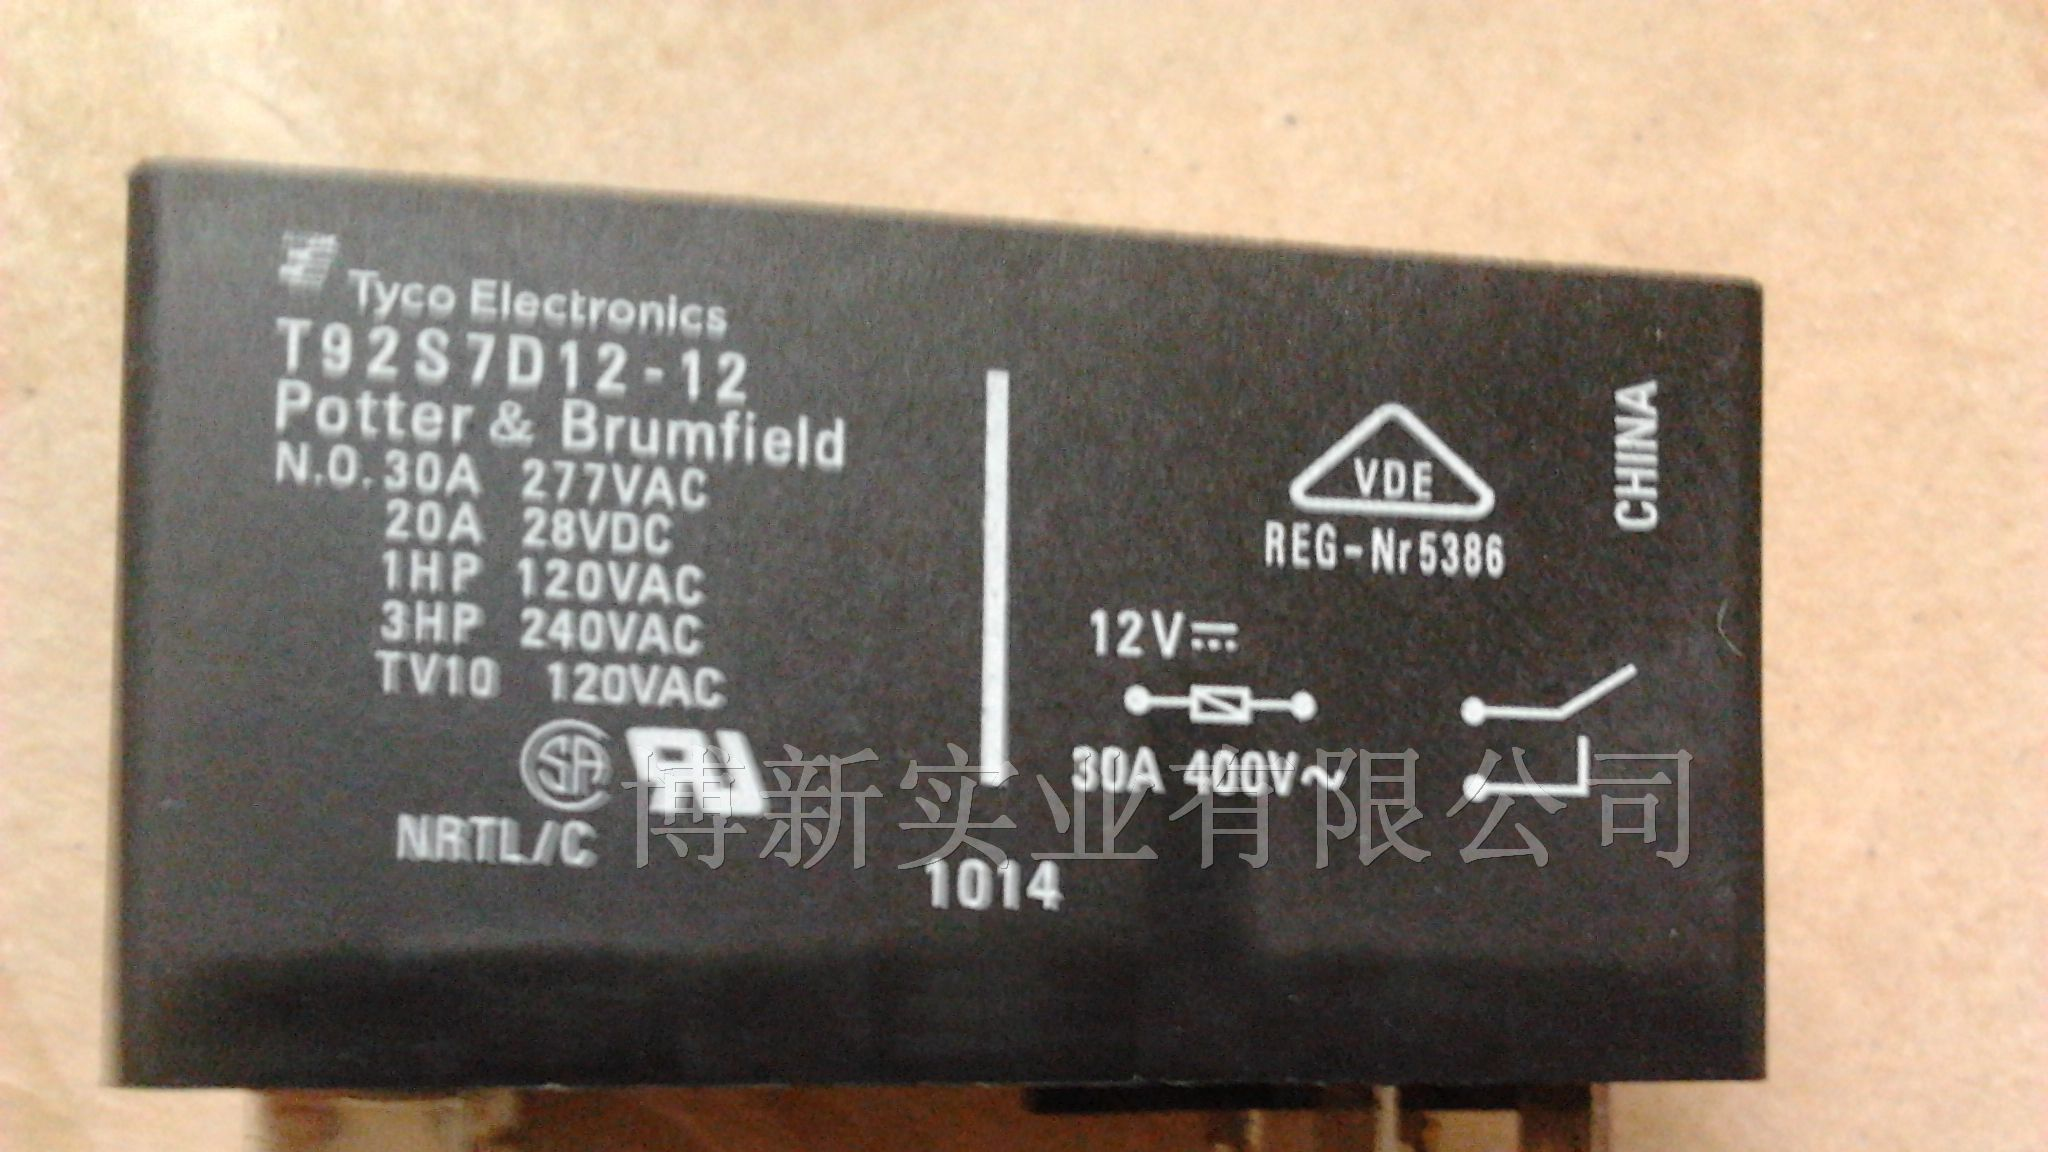 Tyco Electronics
T92S7D12-12
Potter & Brumfield
N.O. 30A 277VAC
20A 28VDC
1HP 120VAC
3HP 240VAC
TV10 120VAC
SA
NRTL/C
VDE
REG-Nr5386
CHINA
12V
30A 400V~
1014
博新实业有限公司